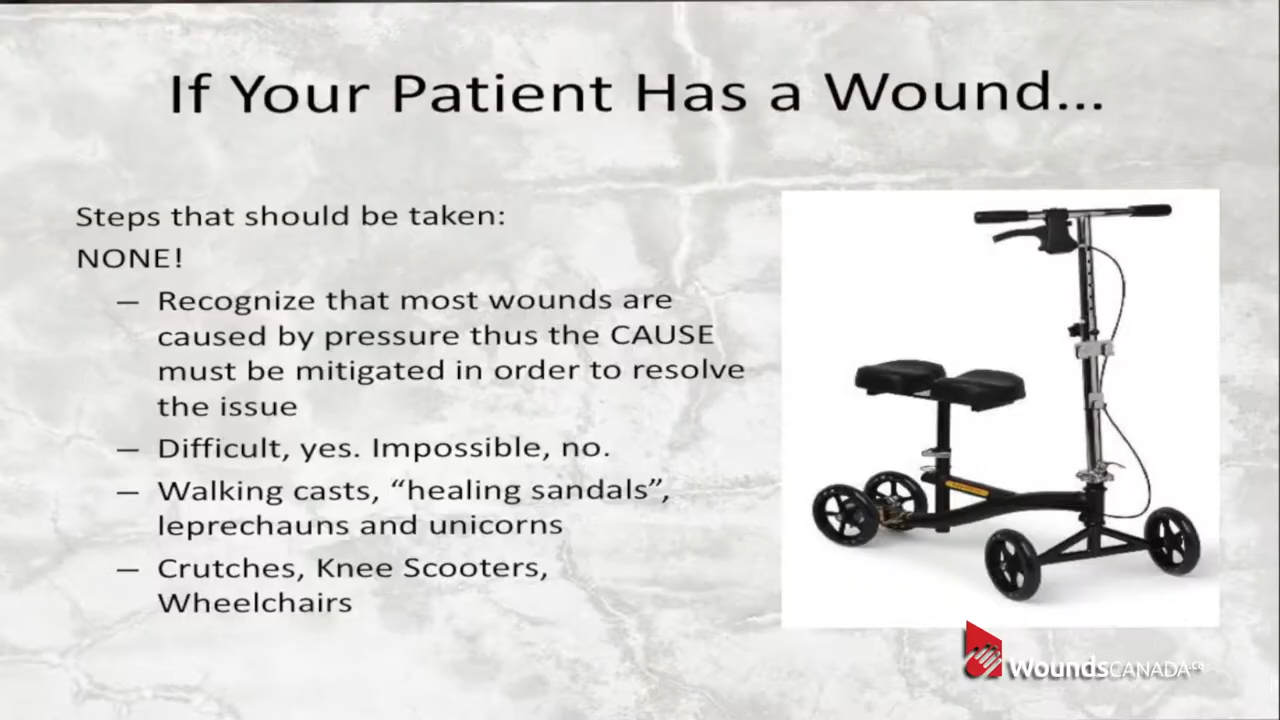 If Your Patient Has a Wound...
Steps that should be taken:
NONE!
— Recognize that most wounds are
caused by pressure thus the CAUSE
must be mitigated in order to resolve
the issue
— Difficult, yes. Impossible, no.
— Walking casts, “healing sandals”,
leprechauns and unicorns
— Crutches, Knee Scooters,
Wheelchairs
WoundsCANADA.ca